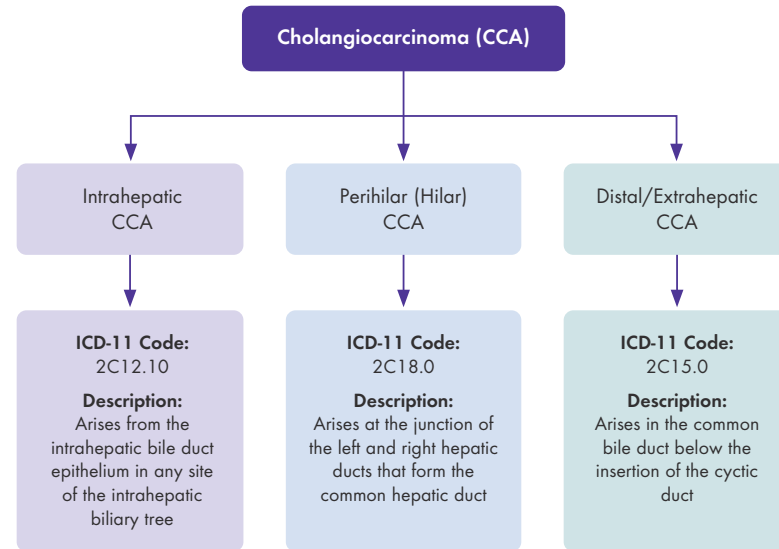 Cholangiocarcinoma (CCA)
Intrahepatic
CCA
Perihilar (Hilar)
CCA
Distal/Extrahepatic
CCA
ICD-11 Code:
2C12.10
Description:
Arises from the
intrahepatic bile duct
epithelium in any site
of the intrahepatic
biliary tree
ICD-11 Code:
2C18.0
Description:
Arises at the junction of
the left and right hepatic
ducts that form the
common hepatic duct
ICD-11 Code:
2C15.0
Description:
Arises in the common
bile duct below the
insertion of the cyctic
duct